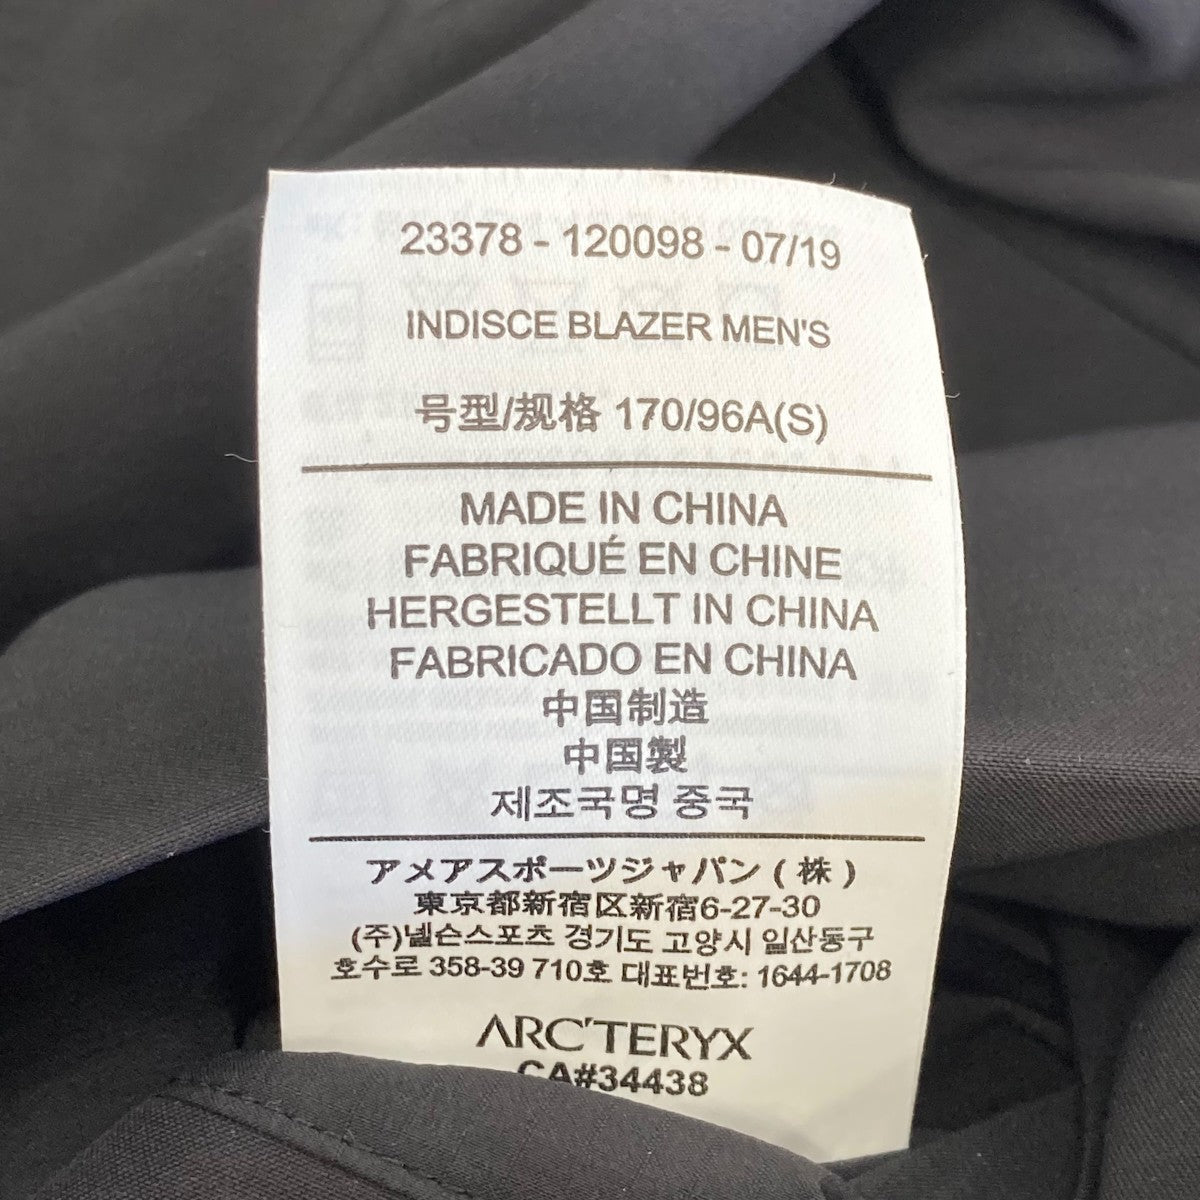 23378 - 120098 - 07/19
INDISCE BLAZER MEN'S
号型/规格 170/96A(S)
MADE IN CHINA
FABRIQUÉ EN CHINE
HERGESTELLT IN CHINA
FABRICADO EN CHINA
中国制造
中国製
제조국명 중국
アメアスポーツジャパン ( 株 )
東京都新宿区新宿6-27-30
(주)넬슨스포츠 경기도 고양시 일산동구
호수로 358-39 710호 대표번호: 1644-1708
ARC'TERYX
CA#34438